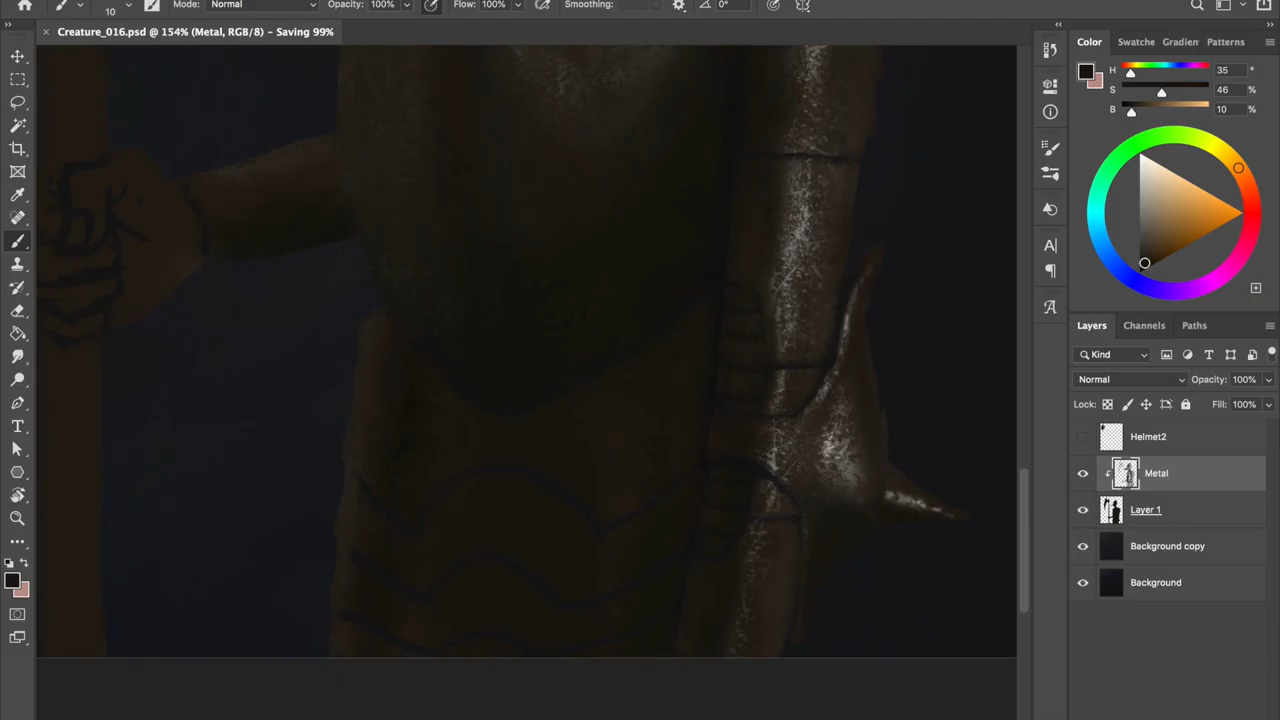 Mode: Normal Opacity: 100% Flow: 100% Smoothing: 0°
10
× Creature_016.psd @ 154% (Metal, RGB/8) - Saving 99%
Color Swatche Gradien Patterns
H 35 °
S 46 %
B 10 %
Layers Channels Paths
Kind
Normal Opacity: 100%
Lock: Fill: 100%
Helmet2
Metal
Layer 1
Background copy
Background